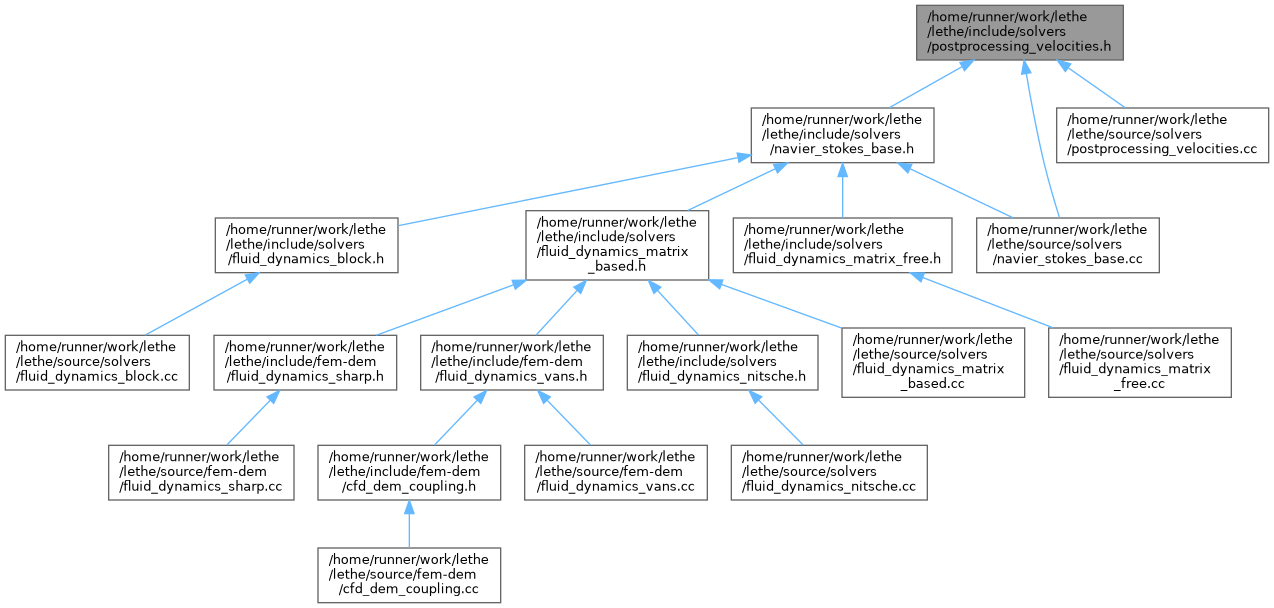 /home/runner/work/lethe
/lethe/include/solvers
/postprocessing_velocities.h
/home/runner/work/lethe
/lethe/include/solvers
/navier_stokes_base.h
/home/runner/work/lethe
/lethe/source/solvers
/postprocessing_velocities.cc
/home/runner/work/lethe
/lethe/include/solvers
/fluid_dynamics_block.h
/home/runner/work/lethe
/lethe/include/solvers
/fluid_dynamics_matrix
_based.h
/home/runner/work/lethe
/lethe/include/solvers
/fluid_dynamics_matrix_free.h
/home/runner/work/lethe
/lethe/source/solvers
/navier_stokes_base.cc
/home/runner/work/lethe
/lethe/source/solvers
/fluid_dynamics_block.cc
/home/runner/work/lethe
/lethe/include/fem-dem
/fluid_dynamics_sharp.h
/home/runner/work/lethe
/lethe/include/fem-dem
/fluid_dynamics_vans.h
/home/runner/work/lethe
/lethe/include/solvers
/fluid_dynamics_nitsche.h
/home/runner/work/lethe
/lethe/source/solvers
/fluid_dynamics_matrix
_based.cc
/home/runner/work/lethe
/lethe/source/solvers
/fluid_dynamics_matrix
_free.cc
/home/runner/work/lethe
/lethe/source/fem-dem
/fluid_dynamics_sharp.cc
/home/runner/work/lethe
/lethe/include/fem-dem
/cfd_dem_coupling.h
/home/runner/work/lethe
/lethe/source/fem-dem
/fluid_dynamics_vans.cc
/home/runner/work/lethe
/lethe/source/solvers
/fluid_dynamics_nitsche.cc
/home/runner/work/lethe
/lethe/source/fem-dem
/cfd_dem_coupling.cc